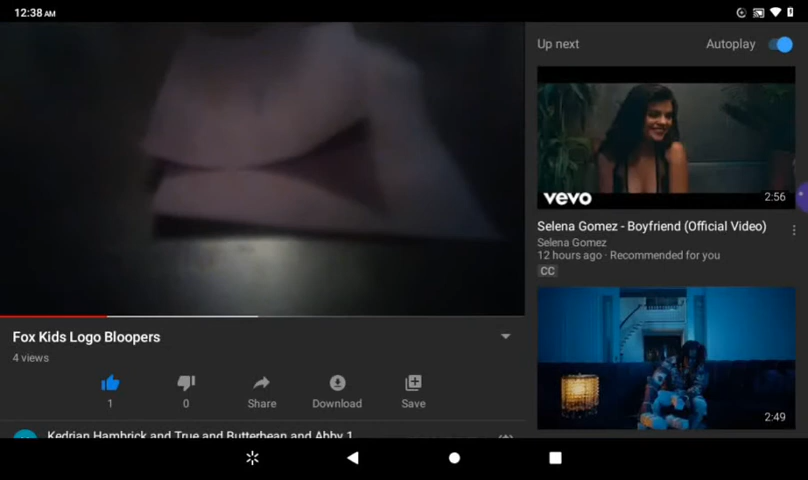 12:38 AM
Up next
Autoplay
vevo
2:56
Selena Gomez - Boyfriend (Official Video)
Selena Gomez
12 hours ago · Recommended for you
CC
2:49
Fox Kids Logo Bloopers
4 views
1
0
Share
Download
Save
Kedrian Hambrick and True and Butterbean and Abby 1